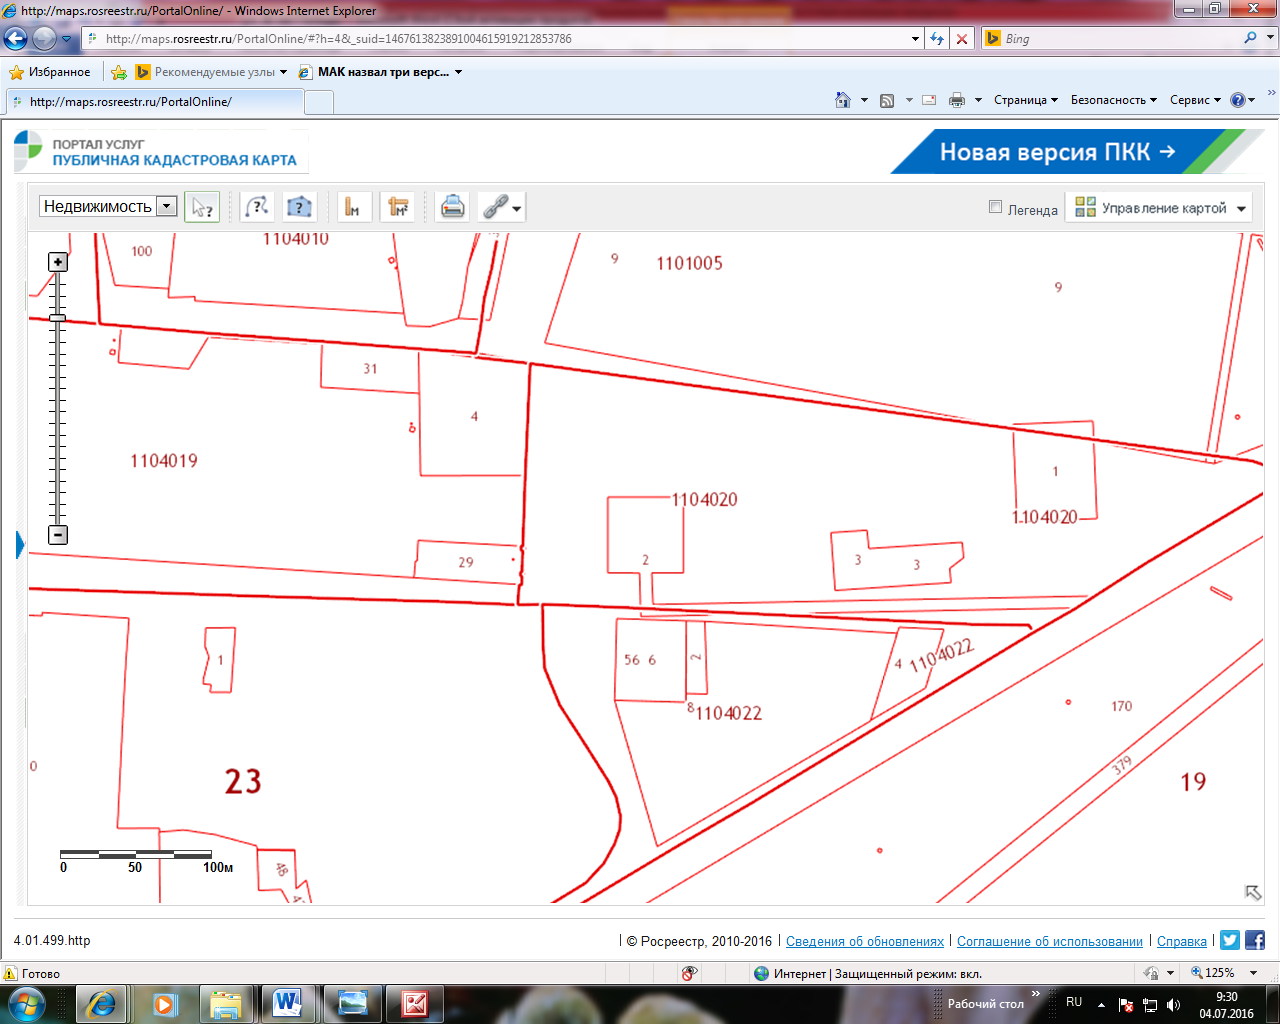 http://maps.rosreestr.ru/PortalOnline/ - Windows Internet Explorer
http://maps.rosreestr.ru/PortalOnline/#?h=4&_suid=146761382389100461591921285​3786
Bing
Избранное
Рекомендуемые узлы
МАК назвал три верс...
http://maps.rosreestr.ru/PortalOnline/
Страница
Безопасность
Сервис
ПОРТАЛ УСЛУГ
ПУБЛИЧНАЯ КАДАСТРОВАЯ КАРТА
Новая версия ПКК →
Недвижимость
Легенда
Управление картой
100
1104010
9
1101005
9
31
4
1104019
1
1104020
1104020
2
3
3
29
1
56 6
2
4
1104022
8
1104022
170
379
19
0
23
48
0
50
100м
4.01.499.http
© Росреестр, 2010-2016
Сведения об обновлениях
Соглашение об использовании
Справка
Готово
Интернет | Защищенный режим: вкл.
125%
Рабочий стол
RU
9:30
04.07.2016